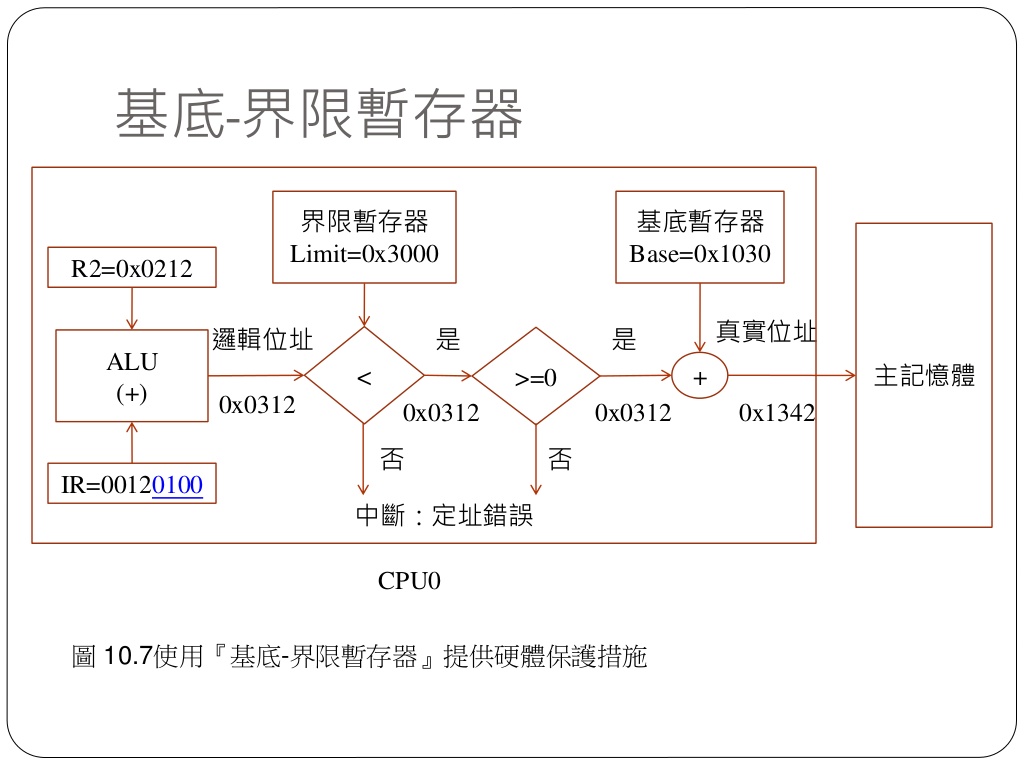 基底-界限暫存器
界限暫存器
Limit=0x3000
基底暫存器
Base=0x1030
R2=0x0212
ALU
(+)
邏輯位址
0x0312
<
是
0x0312
>=0
是
0x0312
+
真實位址
0x1342
主記憶體
IR=00120100
否
否
中斷：定址錯誤
CPU0
圖 10.7使用『基底-界限暫存器』提供硬體保護措施